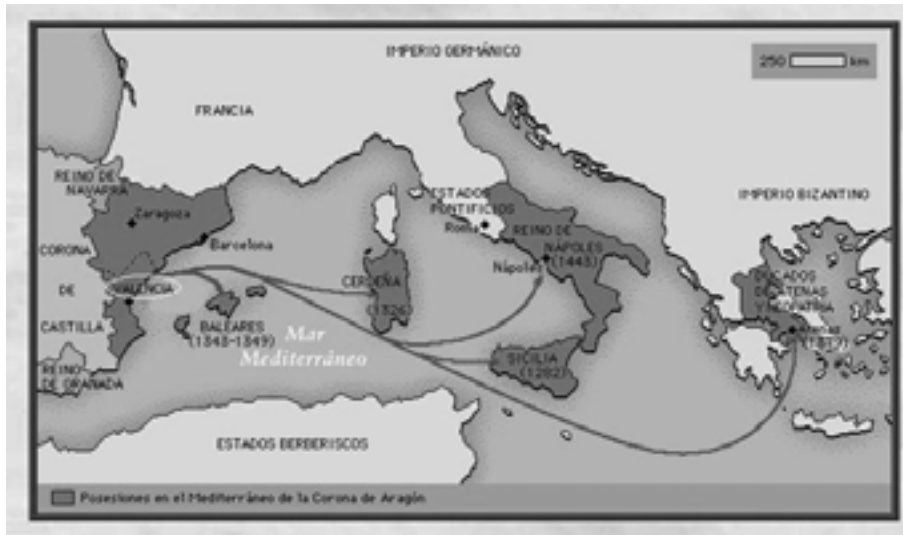 IMPERIO GERMÁNICO
250 km
FRANCIA
REINO DE
NAVARRA
Zaragoza
Barcelona
CORONA
DE
CASTILLA
VALENCIA
BALEARES
(1343-1349)
REINO
DE GRANADA
Mar
Mediterráneo
CERDEÑA
(1326)
ESTADOS
PONTIFICIOS
Roma
REINO DE
NÁPOLES
(1443)
Nápoles
SICILIA
(1282)
IMPERIO BIZANTINO
DUCADOS
DE ATENAS
Y NEOPATRIA
Atenas
ESTADOS BERBERISCOS
Posesiones en el Mediterráneo de la Corona de Aragón